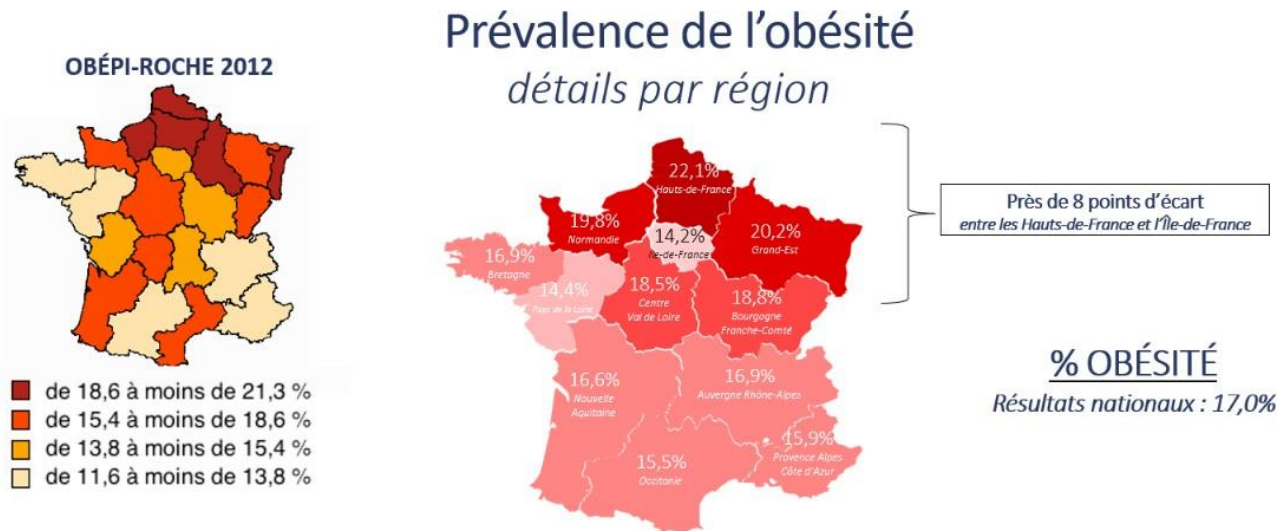 Prévalence de l'obésité
détails par région
OBÉPI-ROCHE 2012
de 18,6 à moins de 21,3 %
de 15,4 à moins de 18,6 %
de 13,8 à moins de 15,4 %
de 11,6 à moins de 13,8 %
22,1%
Hauts-de-France
19,8%
Normandie
14,2%
Île-de-France
20,2%
Grand-Est
16,9%
Bretagne
14,4%
Pays de la Loire
18,5%
Centre
Val de Loire
18,8%
Bourgogne
Franche-Comté
16,6%
Nouvelle
Aquitaine
16,9%
Auvergne Rhône-Alpes
15,9%
Provence Alpes
Côte d'Azur
15,5%
Occitanie
Près de 8 points d'écart
entre les Hauts-de-France et l'Île-de-France
% OBÉSITÉ
Résultats nationaux : 17,0%